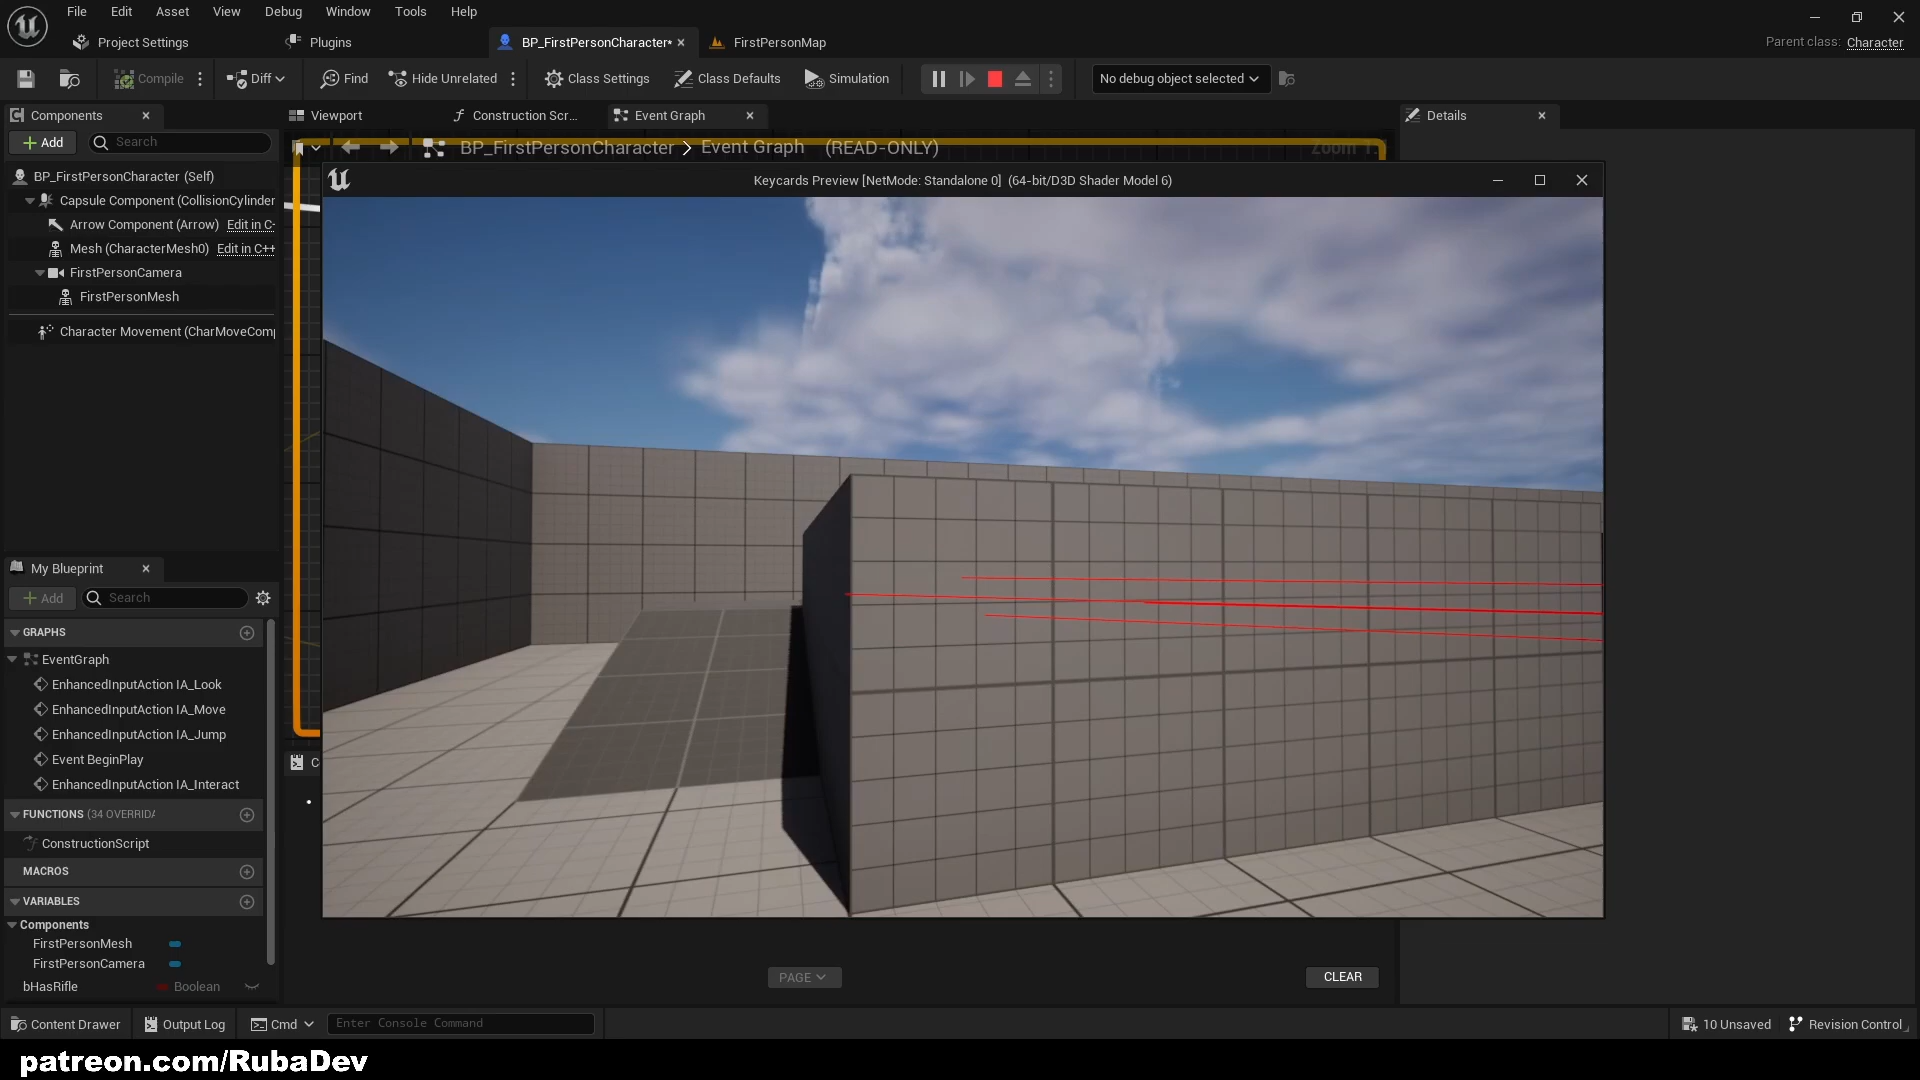 File Edit Asset View Debug Window Tools Help
Project Settings Plugins BP_FirstPersonCharacter* FirstPersonMap
Parent class: Character
Compile Diff Find Hide Unrelated Class Settings Class Defaults Simulation No debug object selected
Components Viewport Construction Scr... Event Graph Details
Add Search
BP_FirstPersonCharacter > Event Graph (READ-ONLY)
BP_FirstPersonCharacter (Self)
Keycards Preview [NetMode: Standalone 0] (64-bit/D3D Shader Model 6)
Capsule Component (CollisionCylinder
Arrow Component (Arrow) Edit in C-
Mesh (CharacterMesh0) Edit in C++
FirstPersonCamera
FirstPersonMesh
Character Movement (CharMoveComp
My Blueprint
Add Search
GRAPHS
EventGraph
EnhancedInputAction IA_Look
EnhancedInputAction IA_Move
EnhancedInputAction IA_Jump
Event BeginPlay
EnhancedInputAction IA_Interact
FUNCTIONS (34 OVERRIDA
ConstructionScript
MACROS
VARIABLES
Components
FirstPersonMesh
FirstPersonCamera
bHasRifle Boolean
PAGE CLEAR
Content Drawer Output Log Cmd Enter Console Command 10 Unsaved Revision Control
patreon.com/RubaDev